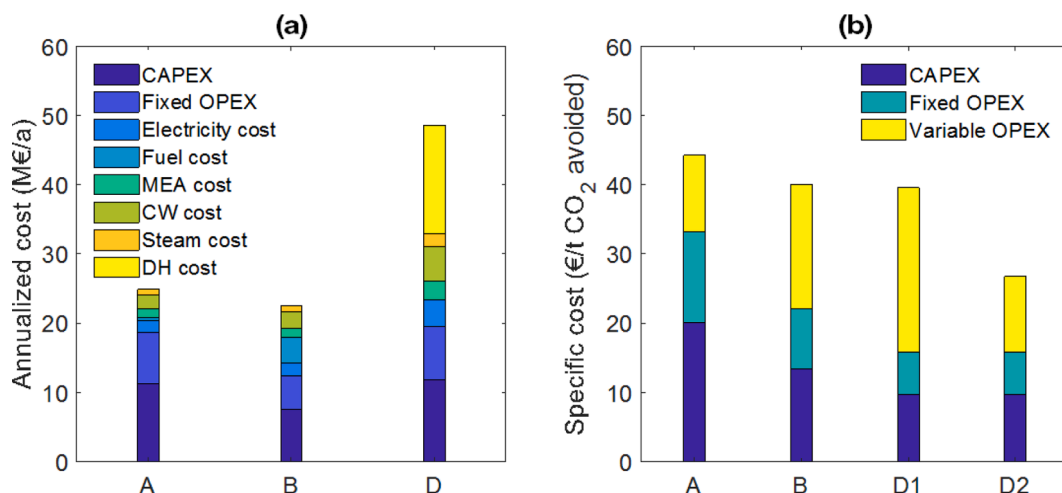 (a)
Annualized cost (M€/a)
60
50
40
30
20
10
0
CAPEX
Fixed OPEX
Electricity cost
Fuel cost
MEA cost
CW cost
Steam cost
DH cost
A
B
D
(b)
Specific cost (€/t CO2 avoided)
60
50
40
30
20
10
0
CAPEX
Fixed OPEX
Variable OPEX
A
B
D1
D2